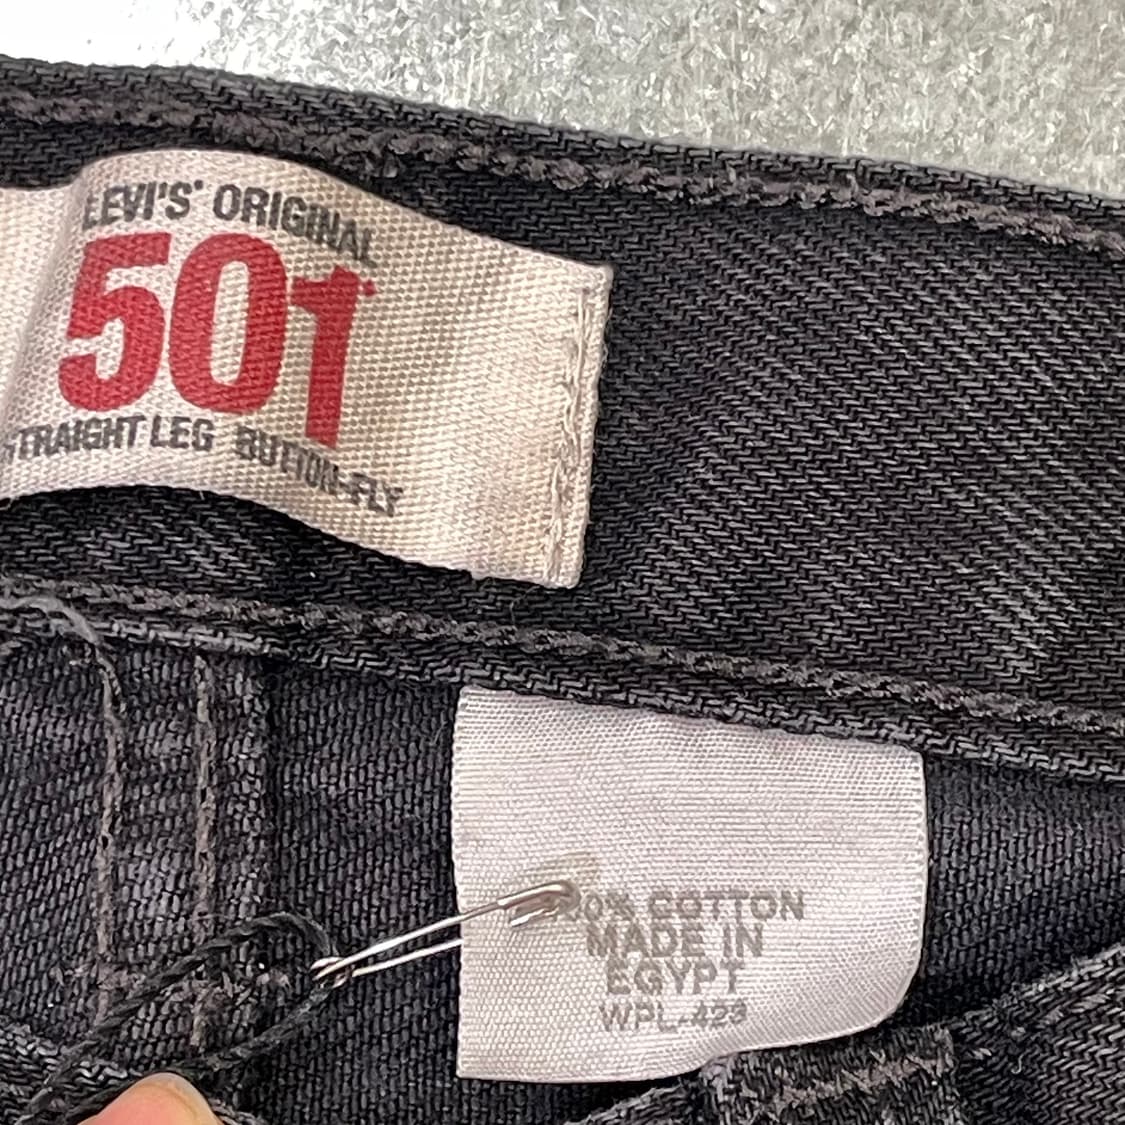 LEVI'S® ORIGINAL
501
STRAIGHT LEG BUTTON-FLY
COTTON
MADE IN
EGYPT
WPL-423